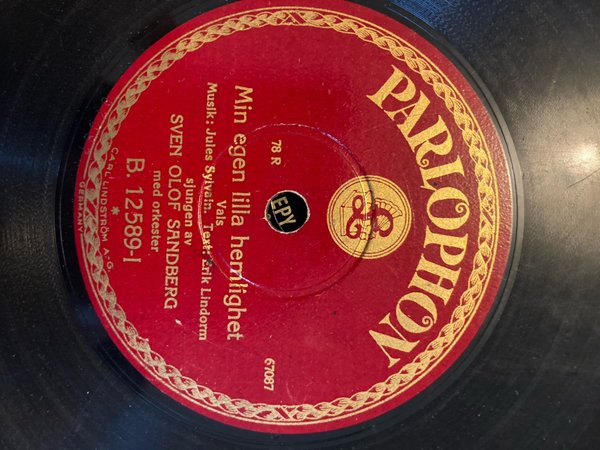 PARLOPHON
£
78 R
67087
EPY
Min egen lilla hemlighet
Vals
Musik: Jules Sylvain. Text: Erik Lindorm
sjungen av
SVEN OLOF SANDBERG
med orkester
B. 12589-I
*
CARL LINDSTRÖM A.-G.
GERMANY